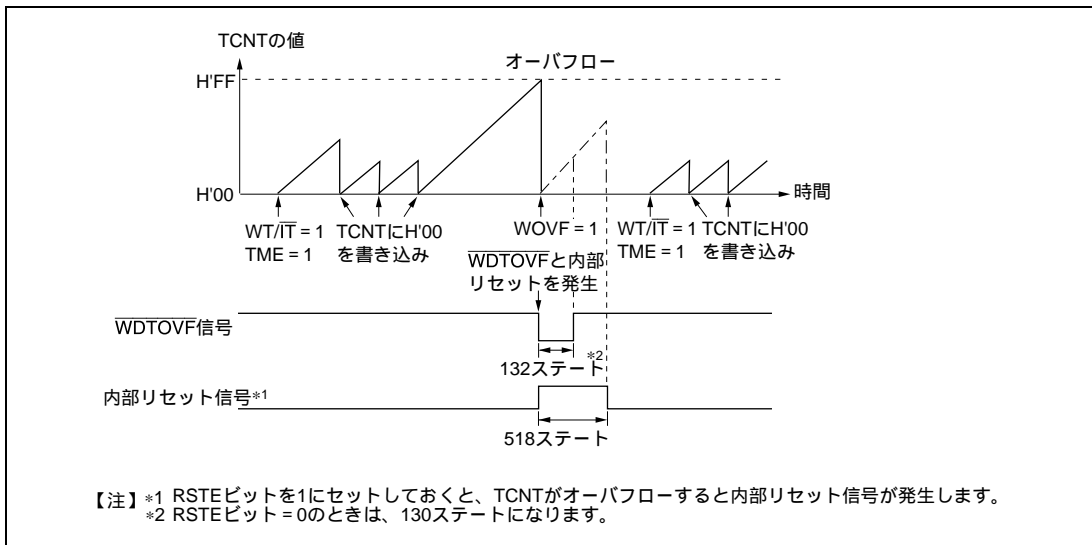 TCNTの値
オーバフロー
H'FF
H'00
時間
WT/IT = 1
TME = 1
TCNTにH'00
を書き込み
WOVF = 1
WT/IT = 1
TME = 1
TCNTにH'00
を書き込み
WDTOVFと内部
リセットを発生
WDTOVF信号
132ステート*2
内部リセット信号*1
518ステート
【注】*1 RSTEビットを1にセットしておくと、TCNTがオーバフローすると内部リセット信号が発生します。
*2 RSTEビット = 0のときは、130ステートになります。